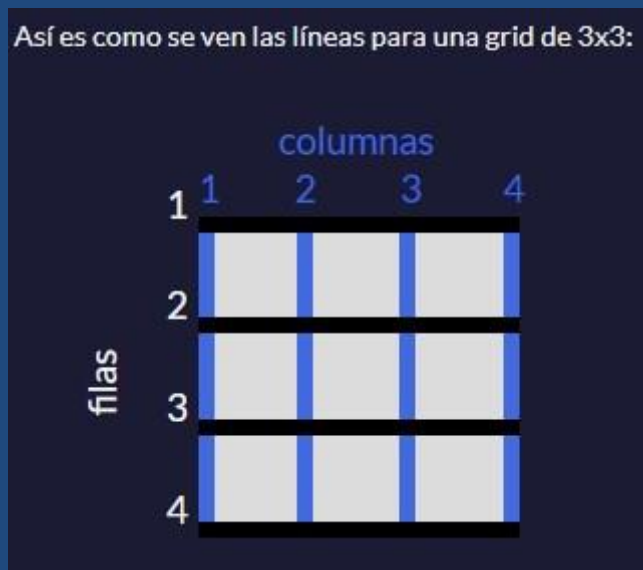 Así es como se ven las líneas para una grid de 3x3:
columnas
1 2 3 4
1
2
filas
3
4